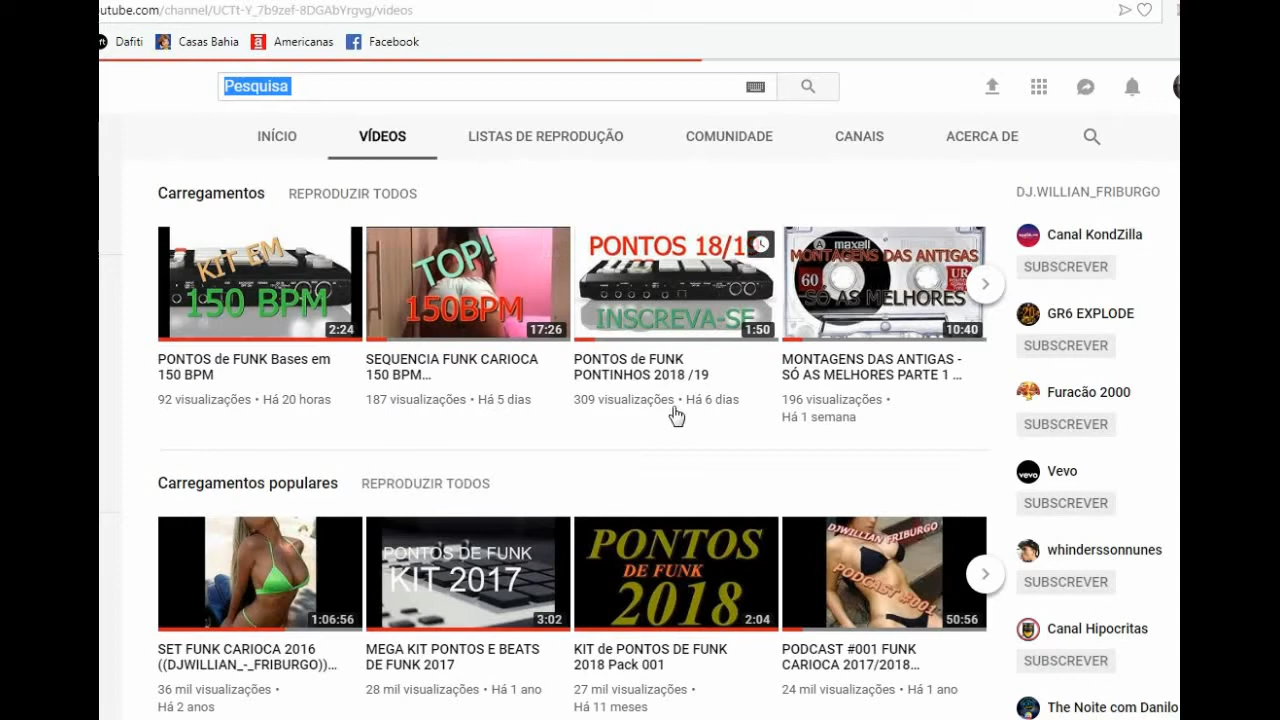 utube.com/channel/UCTt-Y_7b9zef-8DGAbYrgvg/videos
Dafiti Casas Bahia Americanas Facebook
Pesquisa
INÍCIO VÍDEOS LISTAS DE REPRODUÇÃO COMUNIDADE CANAIS ACERCA DE
Carregamentos REPRODUZIR TODOS
KIT EM
150 BPM
2:24
TOP!
150BPM
17:26
PONTOS 18/19
INSCREVA-SE
1:50
A maxell
MONTAGENS DAS ANTIGAS
60 UR
SÓ AS MELHORES
10:40
PONTOS de FUNK Bases em
150 BPM
92 visualizações • Há 20 horas
SEQUENCIA FUNK CARIOCA
150 BPM...
187 visualizações • Há 5 dias
PONTOS de FUNK
PONTINHOS 2018 /19
309 visualizações • Há 6 dias
MONTAGENS DAS ANTIGAS -
SÓ AS MELHORES PARTE 1 ...
196 visualizações •
Há 1 semana
Carregamentos populares REPRODUZIR TODOS
1:06:56
PONTOS DE FUNK
KIT 2017
3:02
PONTOS
DE FUNK
2018
2:04
DJWILLIAN FRIBURGO
PODCAST #001
50:56
SET FUNK CARIOCA 2016
((DJWILLIAN_-_FRIBURGO))...
36 mil visualizações •
Há 2 anos
MEGA KIT PONTOS E BEATS
DE FUNK 2017
28 mil visualizações • Há 1 ano
KIT de PONTOS DE FUNK
2018 Pack 001
27 mil visualizações •
Há 11 meses
PODCAST #001 FUNK
CARIOCA 2017/2018...
24 mil visualizações • Há 1 ano
DJ.WILLIAN_FRIBURGO
Canal KondZilla
SUBSCREVER
GR6 EXPLODE
SUBSCREVER
Furacão 2000
SUBSCREVER
vevo
Vevo
SUBSCREVER
whinderssonnunes
SUBSCREVER
Canal Hipocritas
SUBSCREVER
The Noite com Danilo